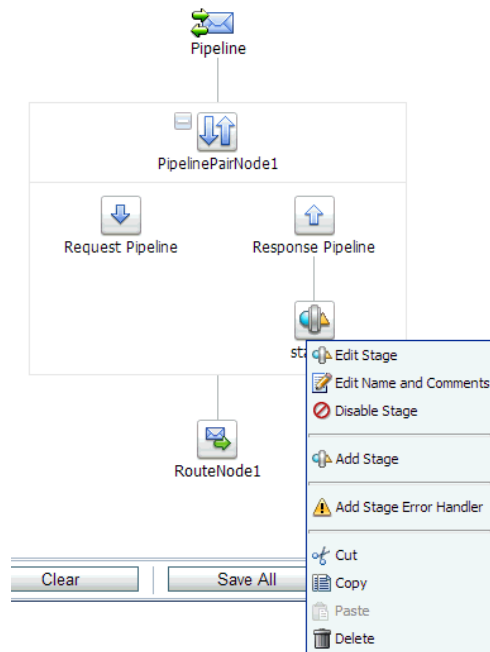 Pipeline
PipelinePairNode1
Request Pipeline
Response Pipeline
Edit Stage
Edit Name and Comments
Disable Stage
Add Stage
RouteNode1
Add Stage Error Handler
Cut
Clear
Save All
Copy
Paste
Delete